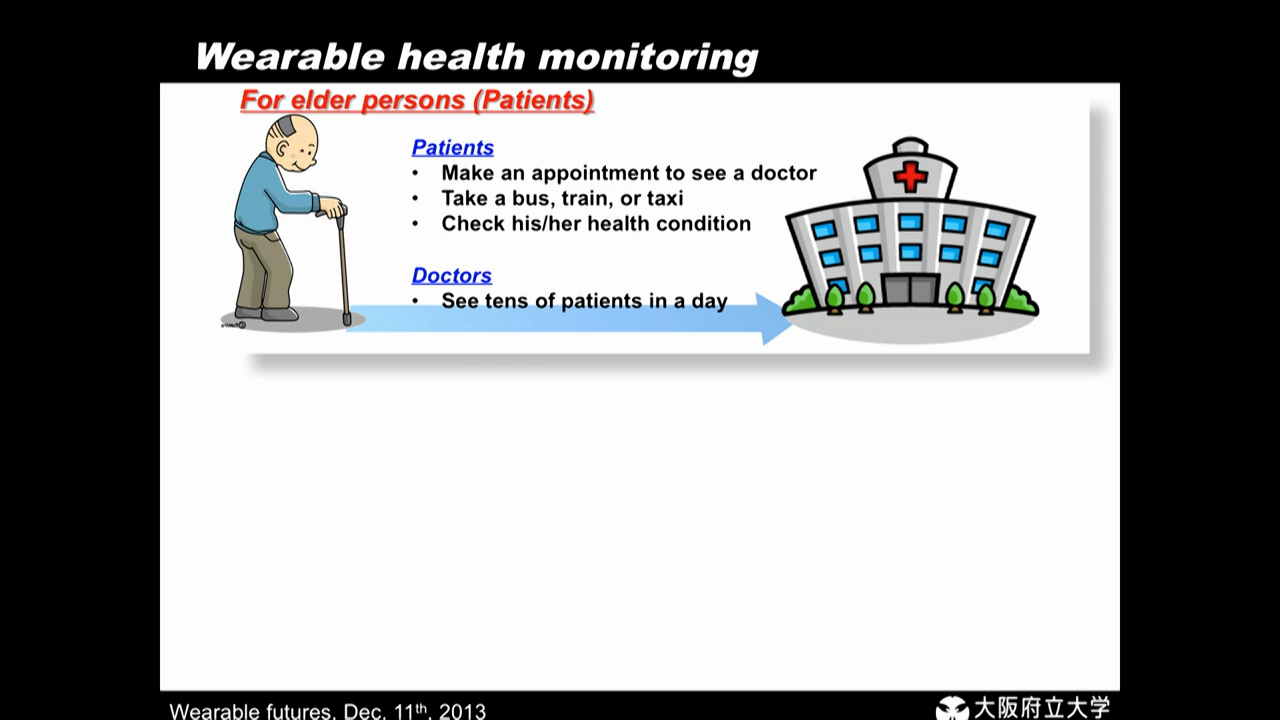 Wearable health monitoring
For elder persons (Patients)
Patients
• Make an appointment to see a doctor
• Take a bus, train, or taxi
• Check his/her health condition
Doctors
• See tens of patients in a day
Wearable futures, Dec. 11th, 2013
大阪府立大学